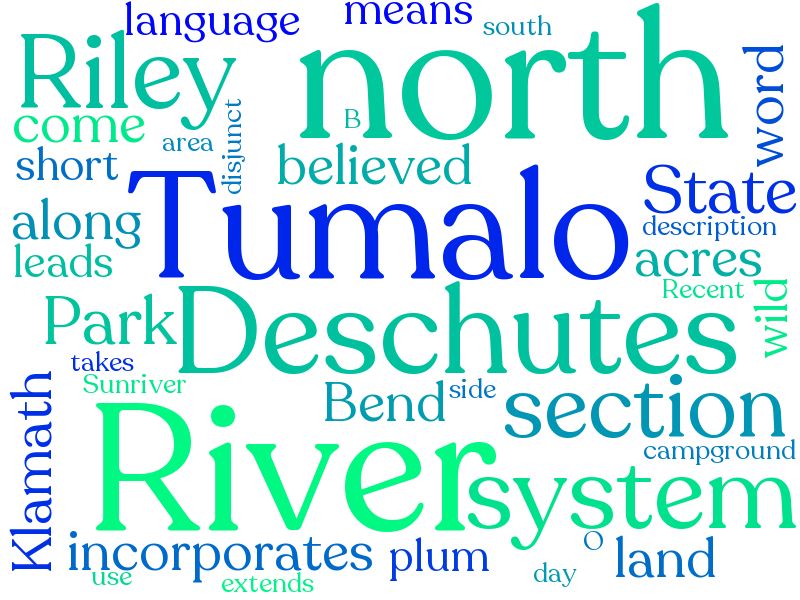 language
means
south
Riley
north
word
come
B
area
disjunct
short
believed
Tumalo
State
along
description
leads
acres
Recent
wild
Park
Deschutes
takes
Sunriver
Bend
side
section
Klamath
River
campground
system
incorporates
plum
O
land
use
extends
day